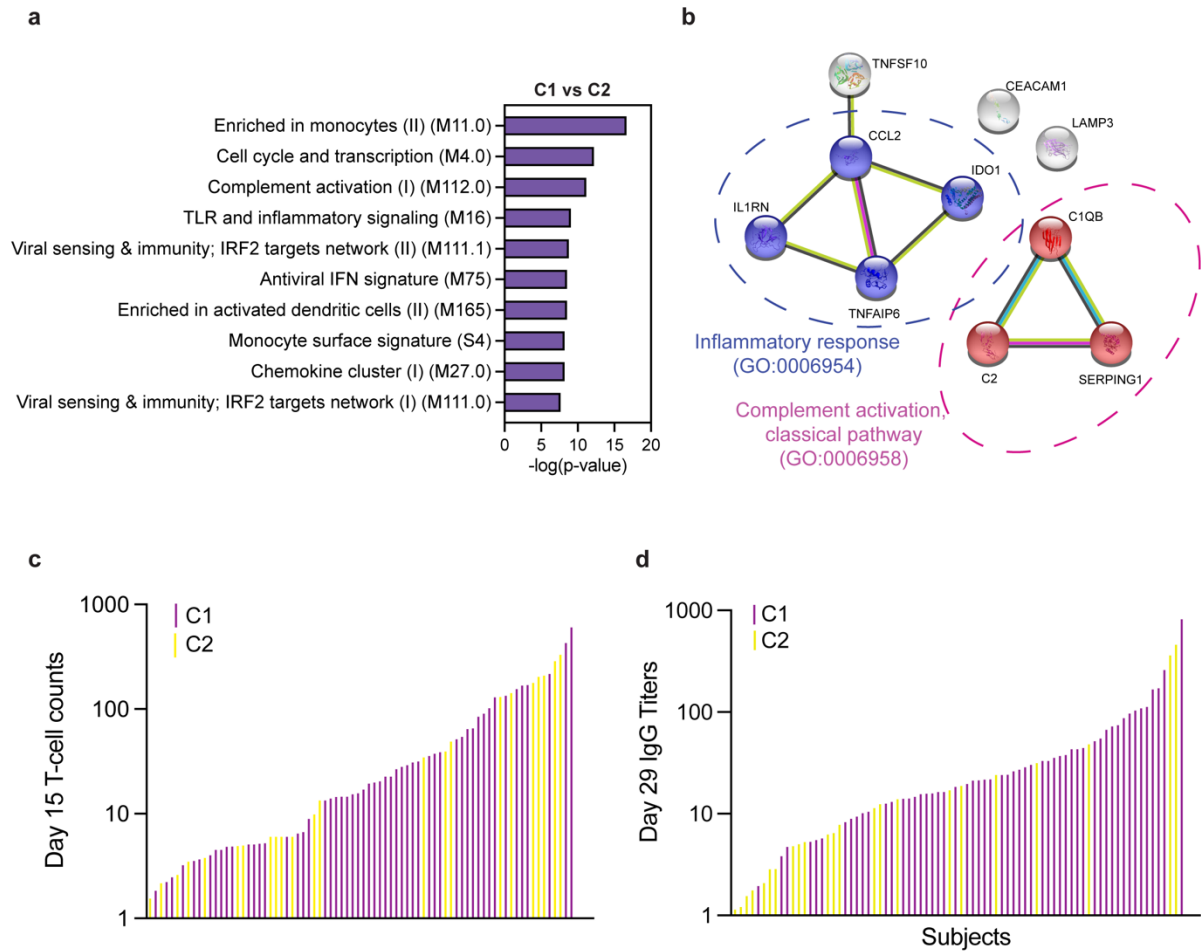 a
C1 vs C2
Enriched in monocytes (II) (M11.0)
Cell cycle and transcription (M4.0)
Complement activation (I) (M112.0)
TLR and inflammatory signaling (M16)
Viral sensing & immunity; IRF2 targets network (II) (M111.1)
Antiviral IFN signature (M75)
Enriched in activated dendritic cells (II) (M165)
Monocyte surface signature (S4)
Chemokine cluster (I) (M27.0)
Viral sensing & immunity; IRF2 targets network (I) (M111.0)
0 5 10 15 20
-log(p-value)
b
TNFSF10
CEACAM1
LAMP3
CCL2
IDO1
IL1RN
C1QB
TNFAIP6
C2
SERPING1
Inflammatory response
(GO:0006954)
Complement activation,
classical pathway
(GO:0006958)
c
C1
C2
Day 15 T-cell counts
1000
100
10
1
d
C1
C2
Day 29 IgG Titers
1000
100
10
1
Subjects